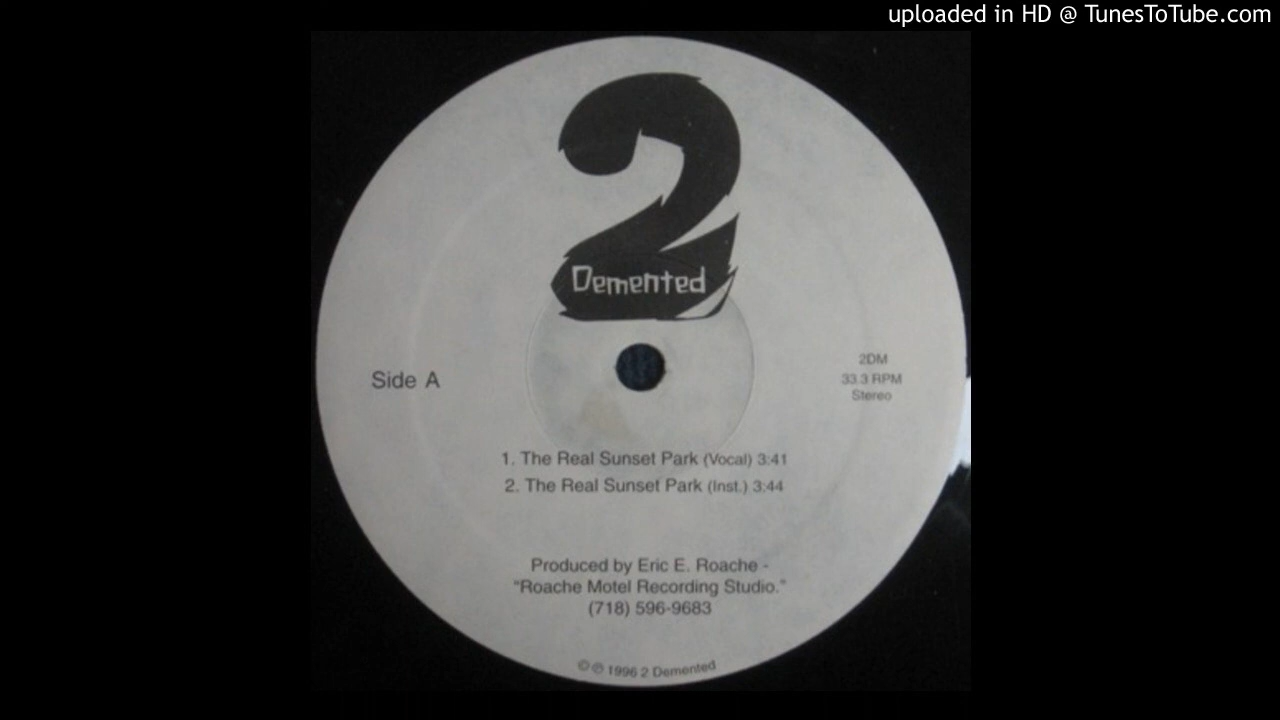 uploaded in HD @ TunesToTube.com
2
Demented
Side A
2DM
33.3 RPM
Stereo
1. The Real Sunset Park (Vocal) 3:41
2. The Real Sunset Park (Inst.) 3:44
Produced by Eric E. Roache -
"Roache Motel Recording Studio."
(718) 596-9683
© ℗ 1996 2 Demented